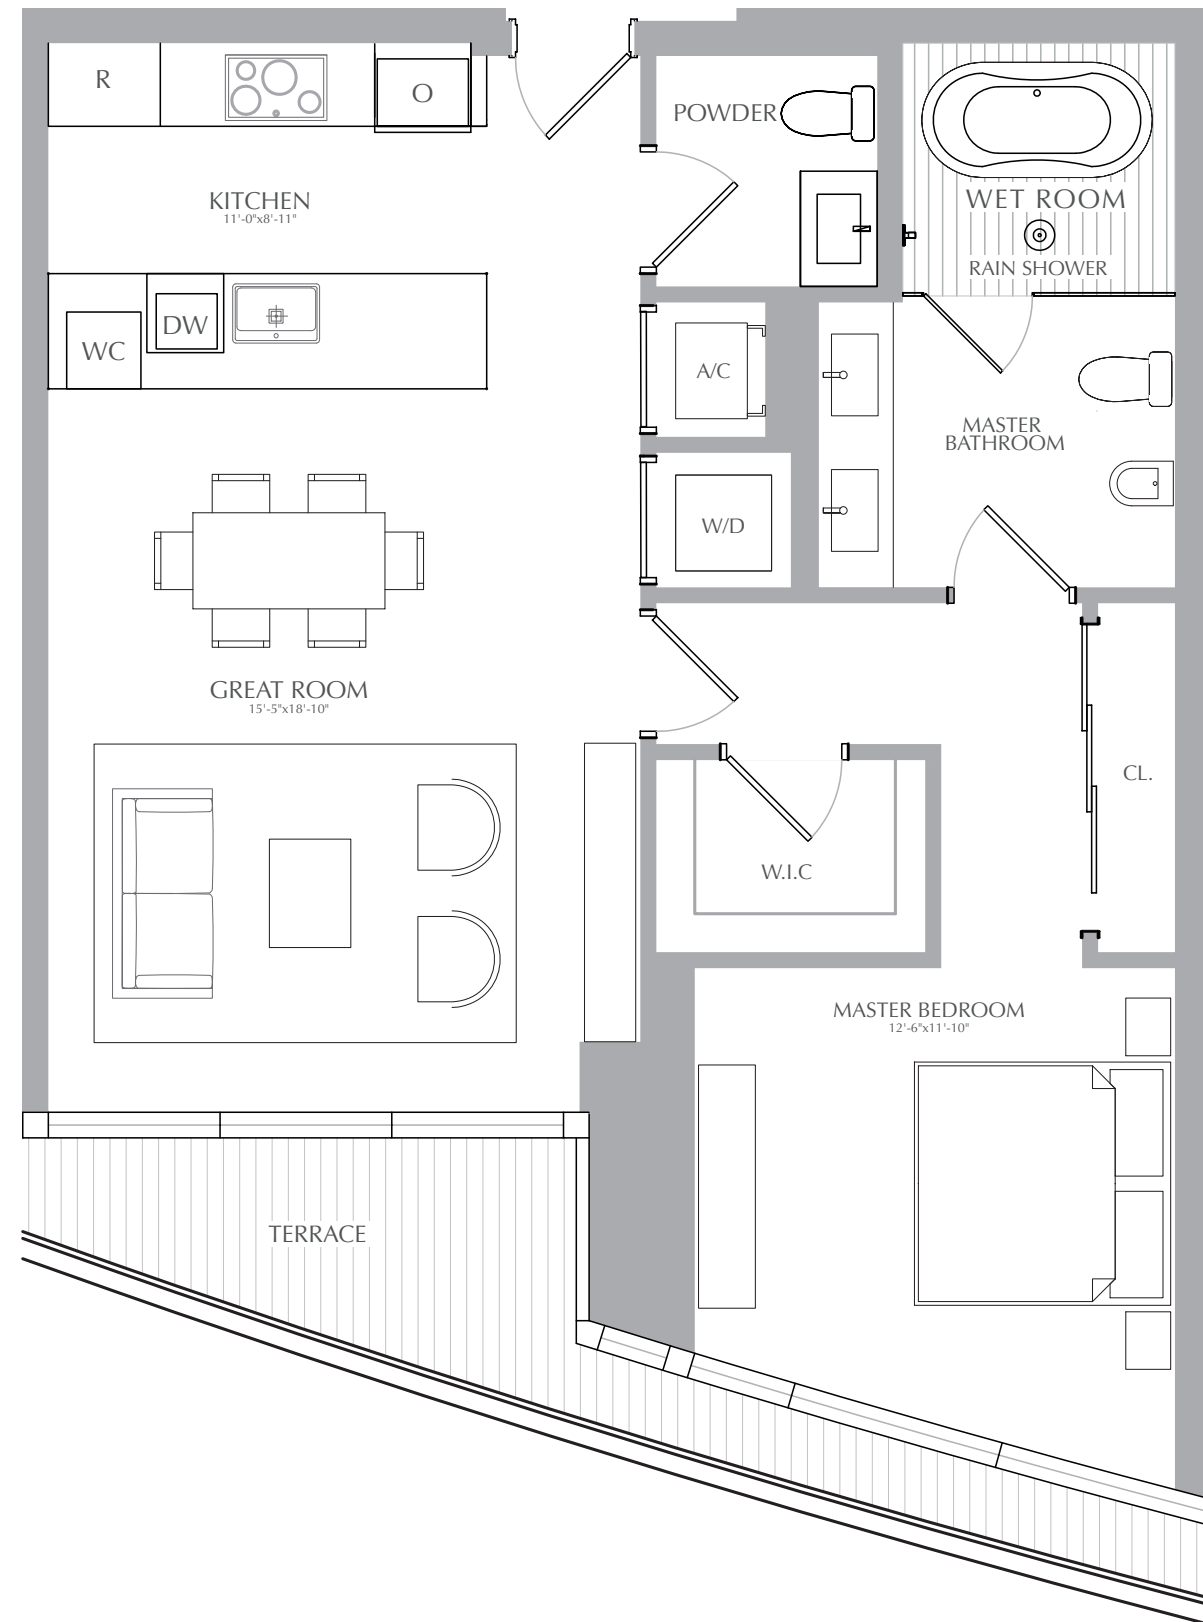 R
O
POWDER
KITCHEN
11'-0"x8'-11"
WET ROOM
RAIN SHOWER
DW
WC
A/C
MASTER
BATHROOM
W/D
GREAT ROOM
15'-5"x18'-10"
CL.
W.I.C
MASTER BEDROOM
12'-6"x11'-10"
TERRACE